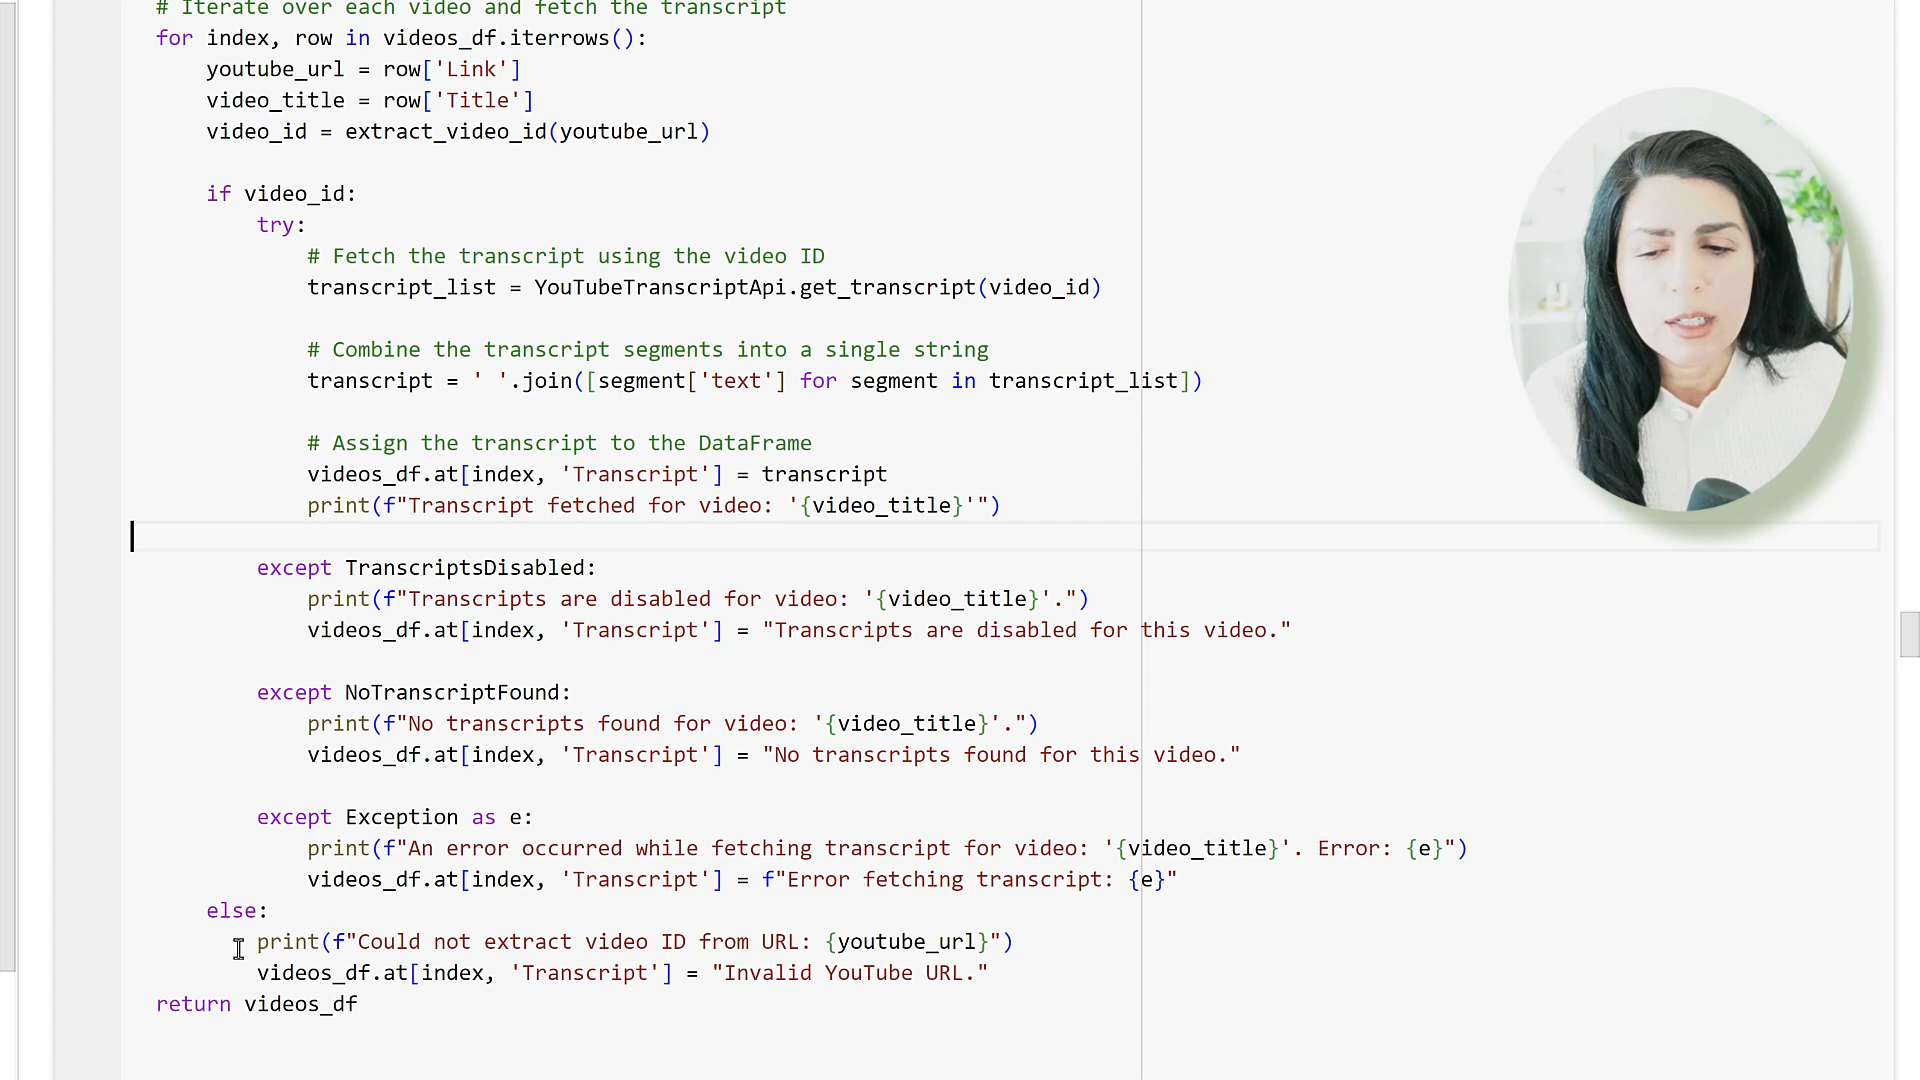 # Iterate over each video and fetch the transcript
for index, row in videos_df.iterrows():
    youtube_url = row['Link']
    video_title = row['Title']
    video_id = extract_video_id(youtube_url)

    if video_id:
        try:
            # Fetch the transcript using the video ID
            transcript_list = YouTubeTranscriptApi.get_transcript(video_id)

            # Combine the transcript segments into a single string
            transcript = ' '.join([segment['text'] for segment in transcript_list])

            # Assign the transcript to the DataFrame
            videos_df.at[index, 'Transcript'] = transcript
            print(f"Transcript fetched for video: '{video_title}'")

        except TranscriptsDisabled:
            print(f"Transcripts are disabled for video: '{video_title}'.")
            videos_df.at[index, 'Transcript'] = "Transcripts are disabled for this video."

        except NoTranscriptFound:
            print(f"No transcripts found for video: '{video_title}'.")
            videos_df.at[index, 'Transcript'] = "No transcripts found for this video."

        except Exception as e:
            print(f"An error occurred while fetching transcript for video: '{video_title}'. Error: {e}")
            videos_df.at[index, 'Transcript'] = f"Error fetching transcript: {e}"
    else:
        print(f"Could not extract video ID from URL: {youtube_url}")
        videos_df.at[index, 'Transcript'] = "Invalid YouTube URL."
return videos_df